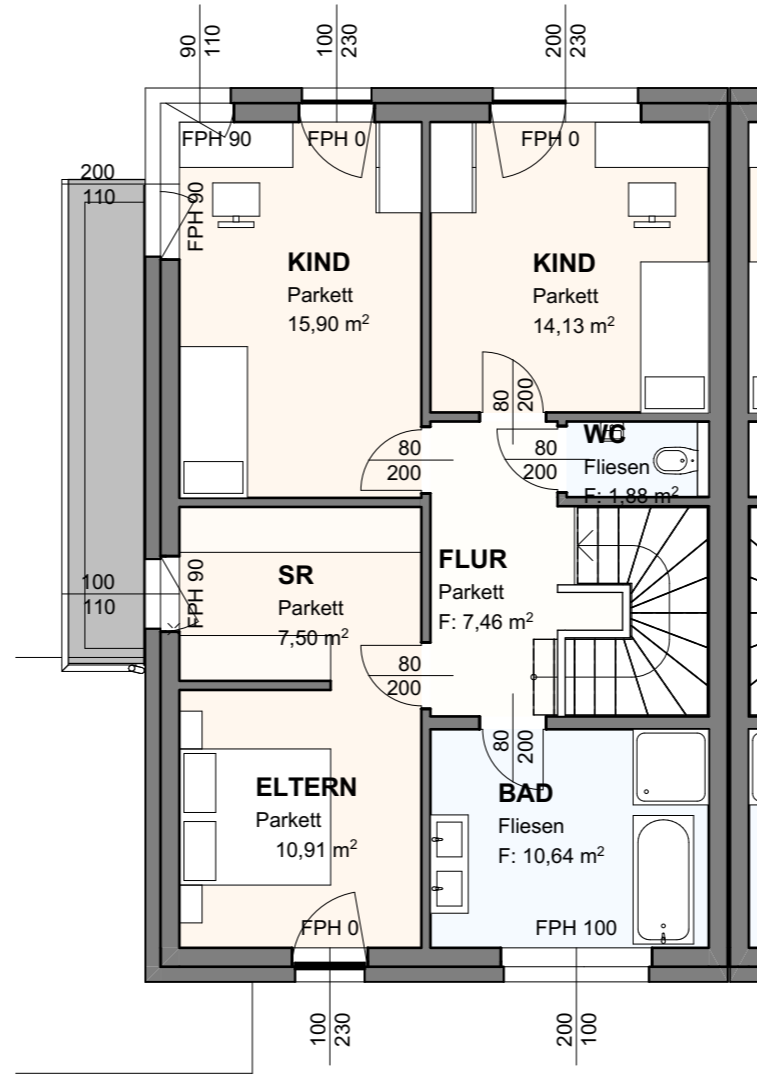 90
110
100
230
200
230
FPH 90
FPH 0
FPH 0
200
110
FPH 90
KIND
Parkett
15,90 m²
KIND
Parkett
14,13 m²
80
200
80
200
80
200
WC
Fliesen
F: 1,88 m²
100
110
FPH 90
SR
Parkett
7,50 m²
FLUR
Parkett
F: 7,46 m²
80
200
80
200
ELTERN
Parkett
10,91 m²
BAD
Fliesen
F: 10,64 m²
FPH 0
FPH 100
100
230
200
100